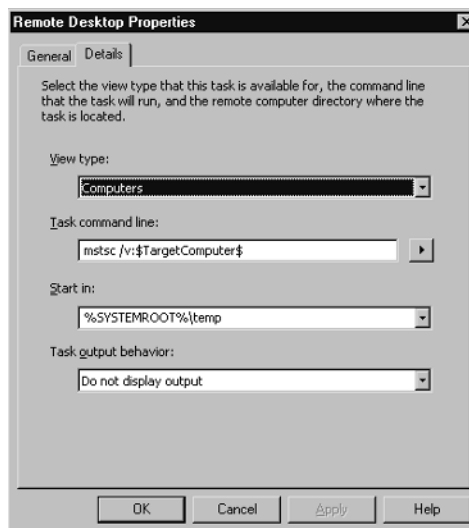 Remote Desktop Properties
General
Details
Select the view type that this task is available for, the command line
that the task will run, and the remote computer directory where the
task is located.
View type:
Computers
Task command line:
mstsc /v:$TargetComputer$
Start in:
%SYSTEMROOT%\temp
Task output behavior:
Do not display output
OK
Cancel
Apply
Help